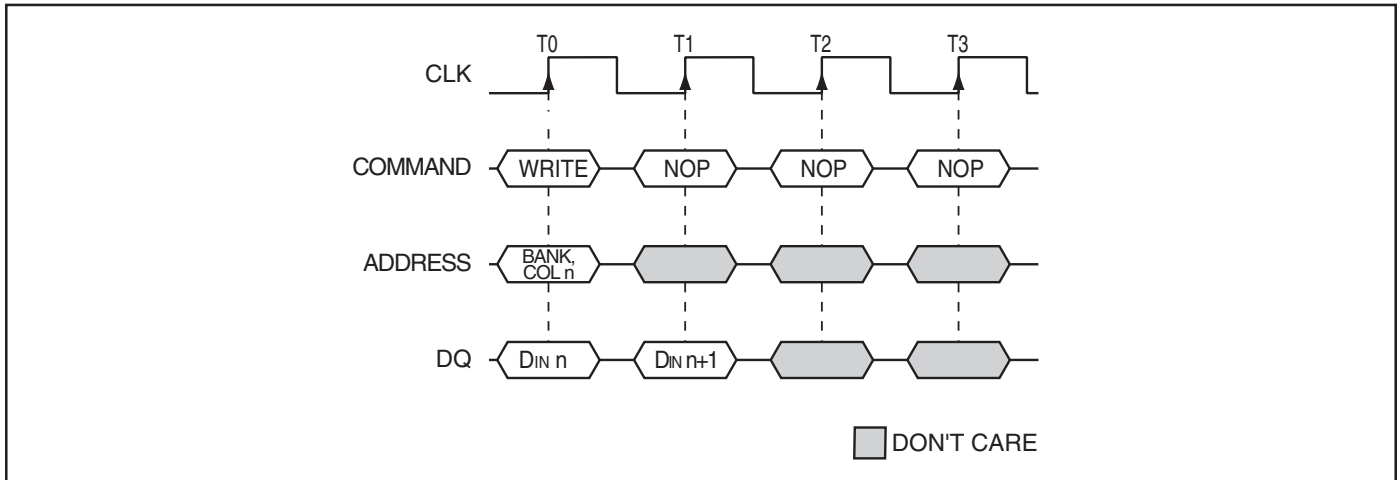 T0 T1 T2 T3
CLK
COMMAND WRITE NOP NOP NOP
ADDRESS BANK,
COL n
DQ DIN n DIN n+1
DON'T CARE